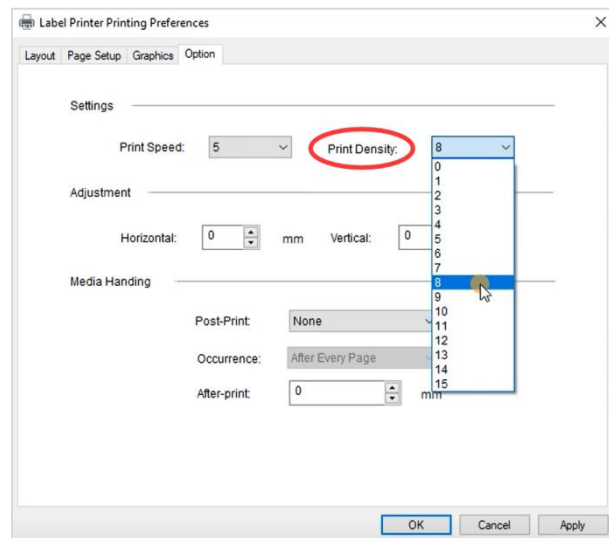 Label Printer Printing Preferences
Layout Page Setup Graphics Option
Settings
Print Speed: 5 Print Density: 8
0
1
2
3
4
5
6
7
8
9
10
11
12
13
14
15
Adjustment
Horizontal: 0 mm Vertical: 0
Media Handing
Post-Print: None
Occurrence: After Every Page
After-print: 0 mm
OK Cancel Apply